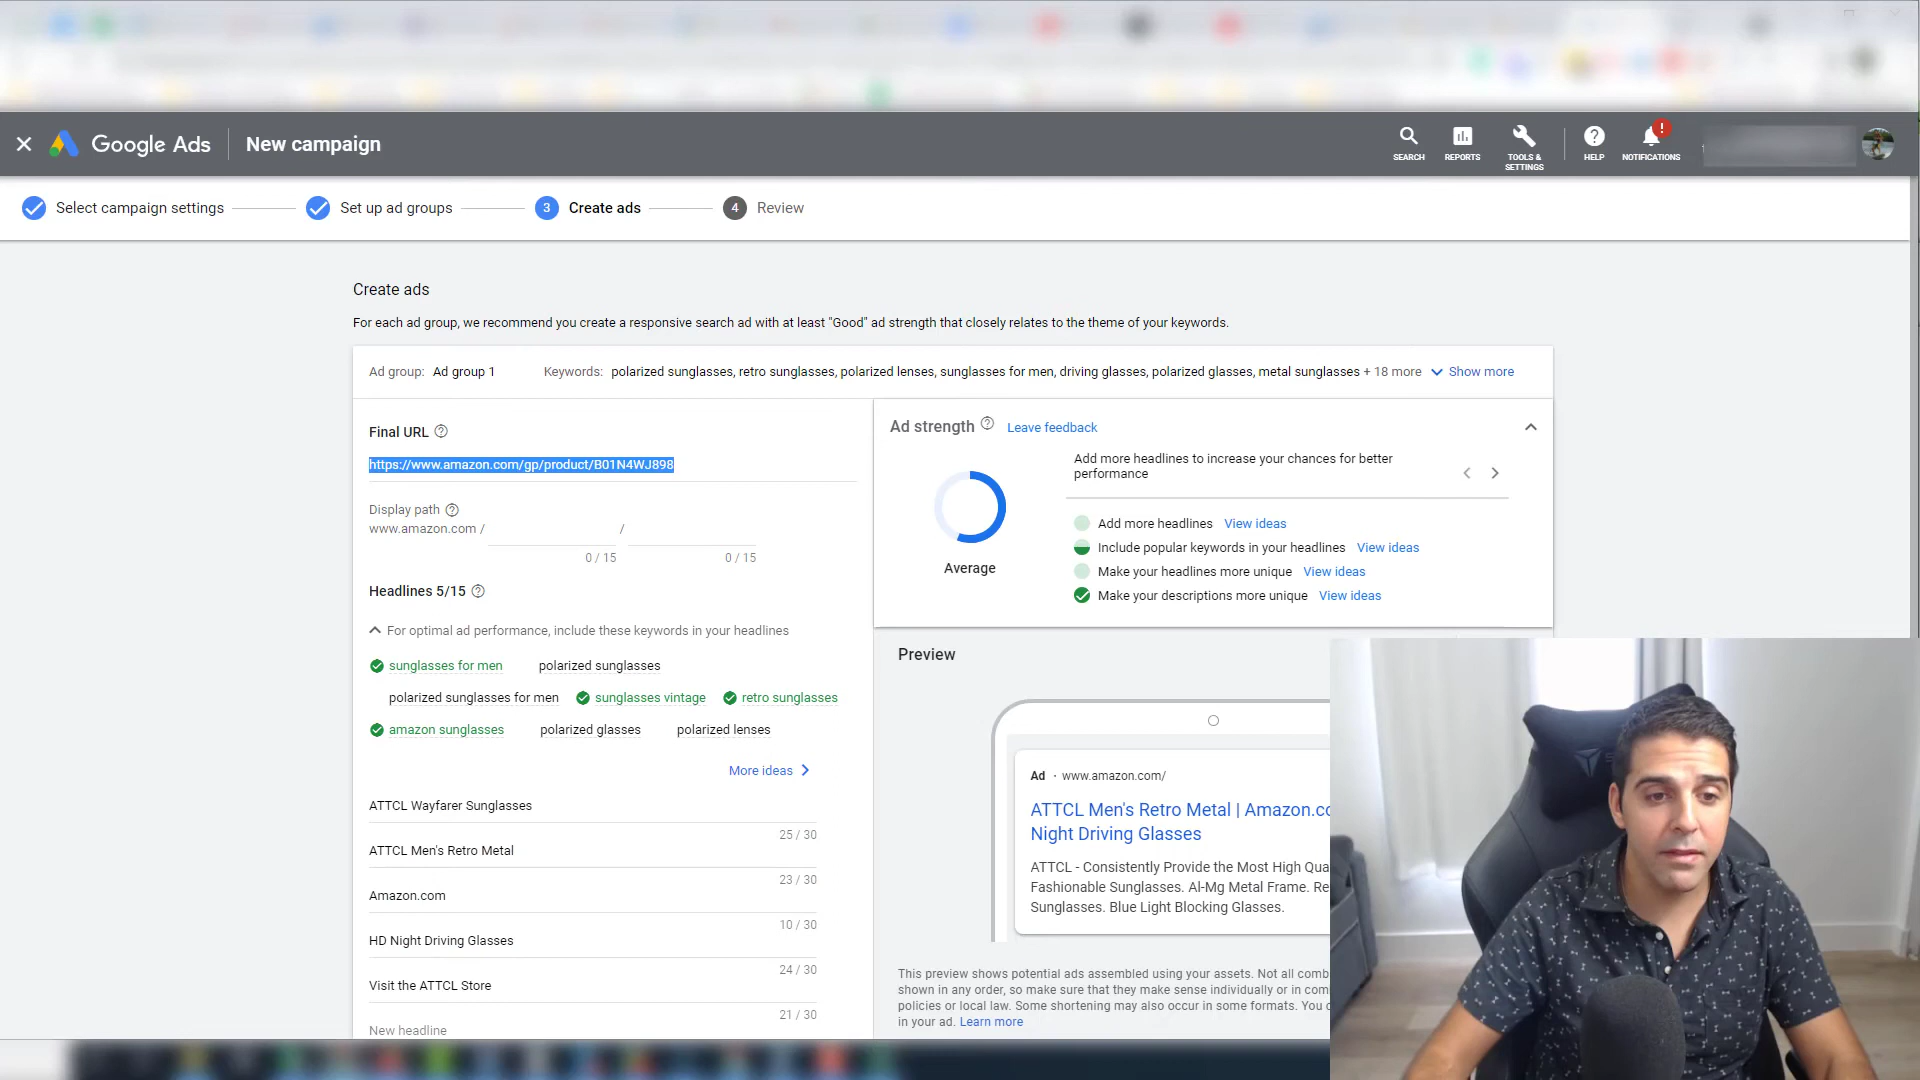 Google Ads
New campaign
SEARCH
REPORTS
TOOLS &
SETTINGS
HELP
!
NOTIFICATIONS
Select campaign settings
Set up ad groups
3 Create ads
4 Review
Create ads
For each ad group, we recommend you create a responsive search ad with at least "Good" ad strength that closely relates to the theme of your keywords.
Ad group: Ad group 1
Keywords: polarized sunglasses, retro sunglasses, polarized lenses, sunglasses for men, driving glasses, polarized glasses, metal sunglasses + 18 more
Show more
Final URL
https://www.amazon.com/gp/product/B01N4WJ898
Display path
www.amazon.com / /
0 / 15 0 / 15
Headlines 5/15
For optimal ad performance, include these keywords in your headlines
sunglasses for men polarized sunglasses
polarized sunglasses for men sunglasses vintage retro sunglasses
amazon sunglasses polarized glasses polarized lenses
More ideas
ATTCL Wayfarer Sunglasses
25 / 30
ATTCL Men's Retro Metal
23 / 30
Amazon.com
10 / 30
HD Night Driving Glasses
24 / 30
Visit the ATTCL Store
21 / 30
New headline
Ad strength
Leave feedback
Average
Add more headlines to increase your chances for better
performance
Add more headlines View ideas
Include popular keywords in your headlines View ideas
Make your headlines more unique View ideas
Make your descriptions more unique View ideas
Preview
Ad · www.amazon.com/
ATTCL Men's Retro Metal | Amazon.co
Night Driving Glasses
ATTCL - Consistently Provide the Most High Qua
Fashionable Sunglasses. Al-Mg Metal Frame. Re
Sunglasses. Blue Light Blocking Glasses.
This preview shows potential ads assembled using your assets. Not all comb
shown in any order, so make sure that they make sense individually or in com
policies or local law. Some shortening may also occur in some formats. You c
in your ad. Learn more